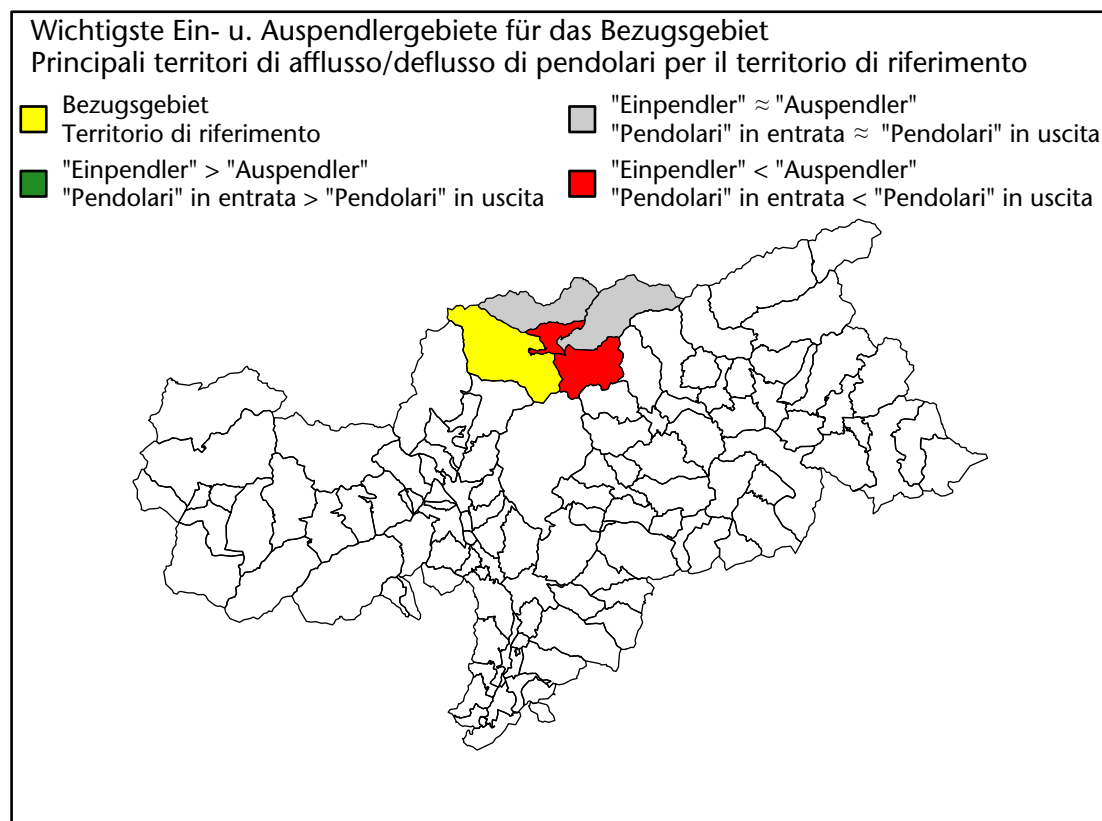 Wichtigste Ein- u. Auspendlergebiete für das Bezugsgebiet
Principali territori di afflusso/deflusso di pendolari per il territorio di riferimento
Bezugsgebiet
Territorio di riferimento
"Einpendler" > "Auspendler"
"Pendolari" in entrata > "Pendolari" in uscita
"Einpendler" ≈ "Auspendler"
"Pendolari" in entrata ≈ "Pendolari" in uscita
"Einpendler" < "Auspendler"
"Pendolari" in entrata < "Pendolari" in uscita